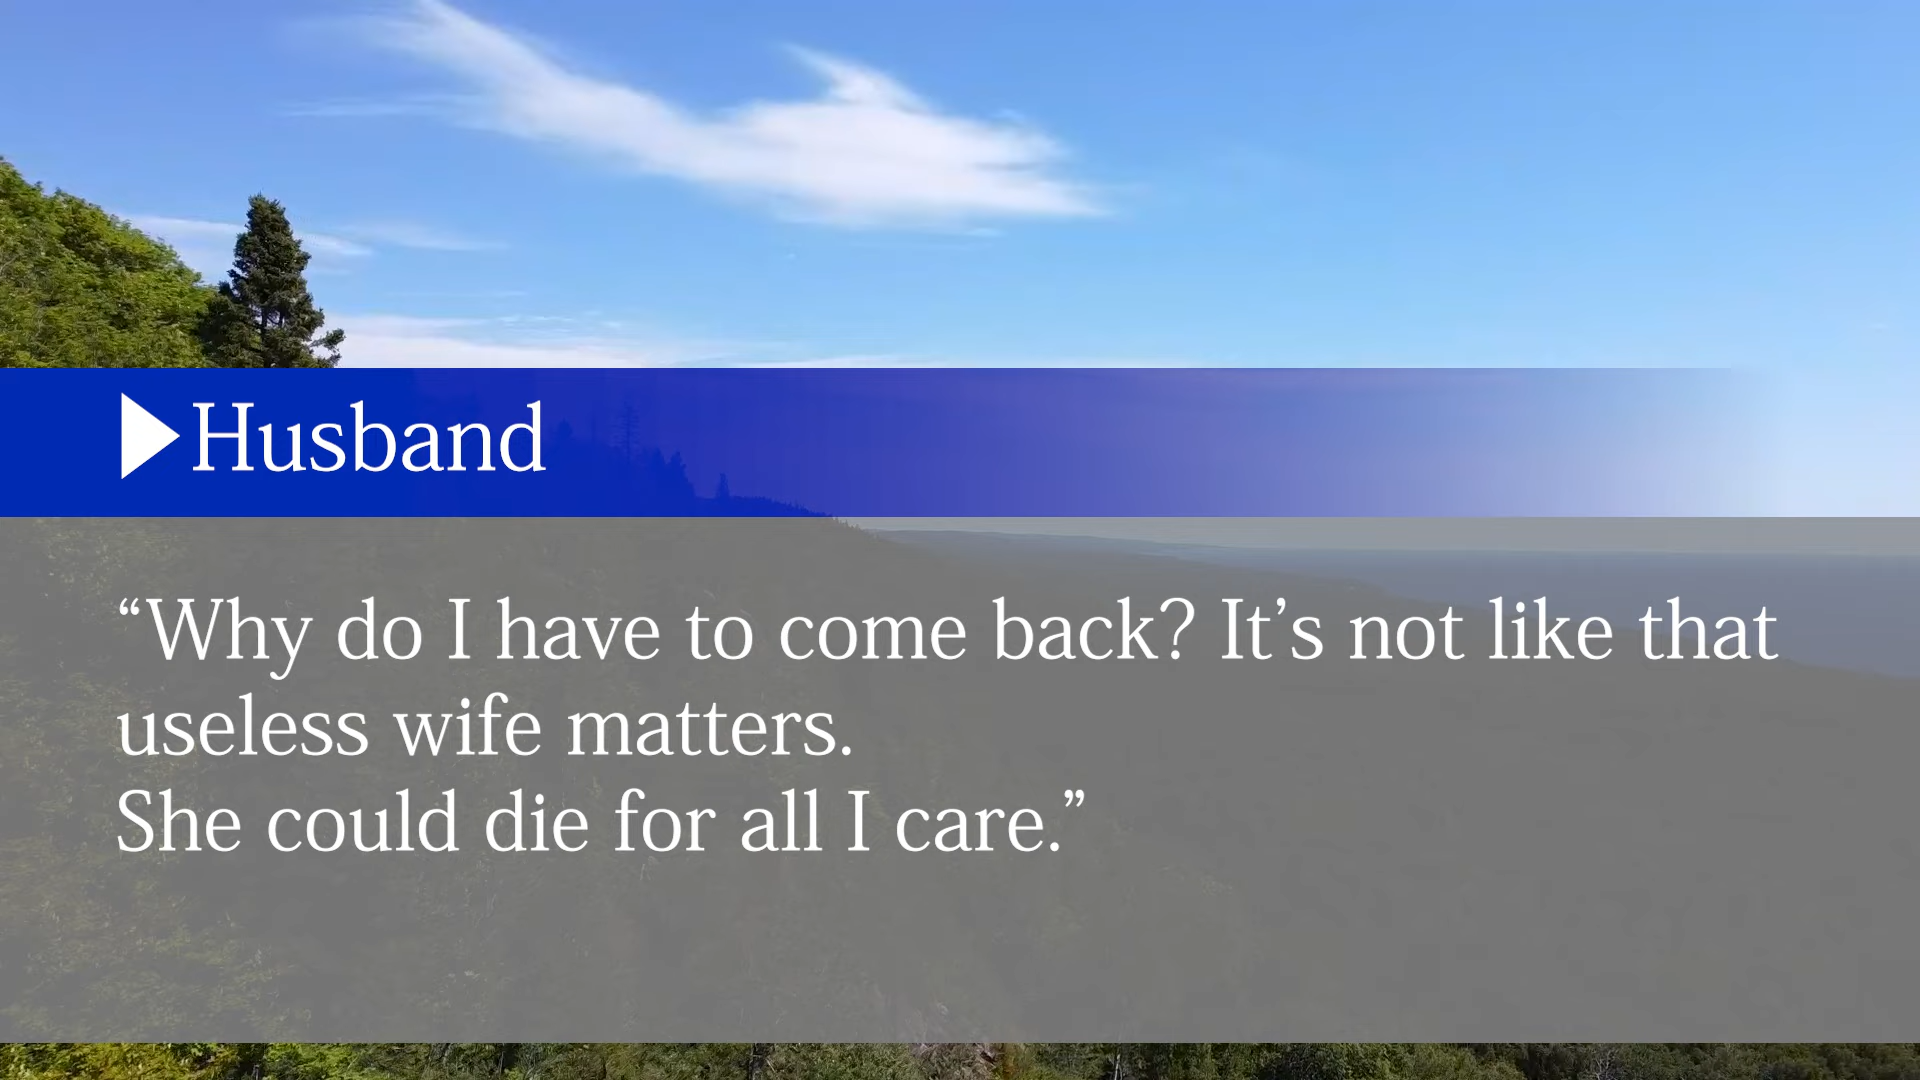 ▶Husband
“Why do I have to come back? It’s not like that
useless wife matters.
She could die for all I care.”